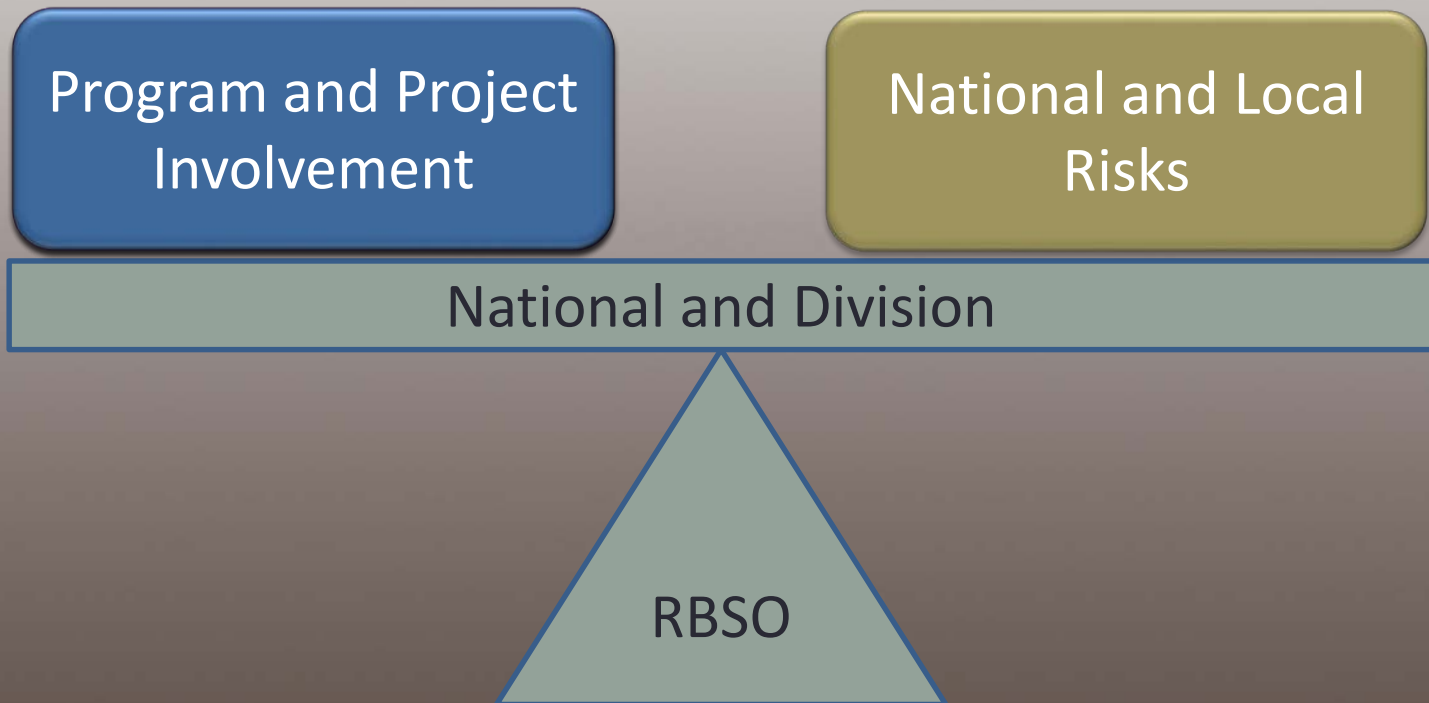 Program and Project
Involvement
National and Local
Risks
National and Division
RBSO